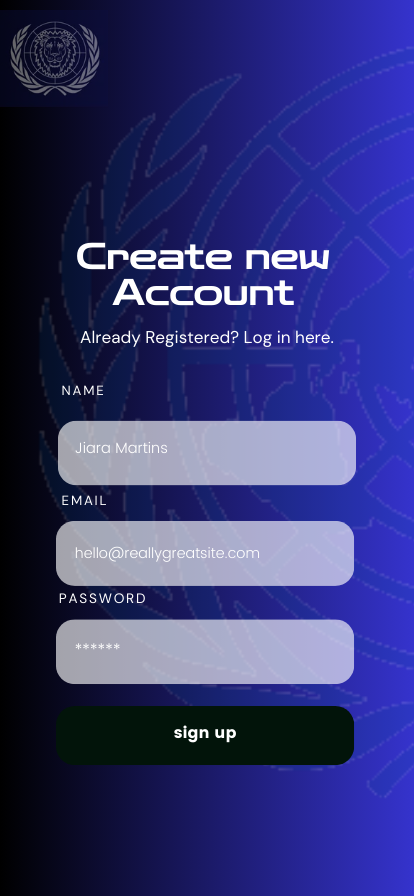 Create new
Account
Already Registered? Log in here.
NAME
Jiara Martins
EMAIL
hello@reallygreatsite.com
PASSWORD
******
sign up